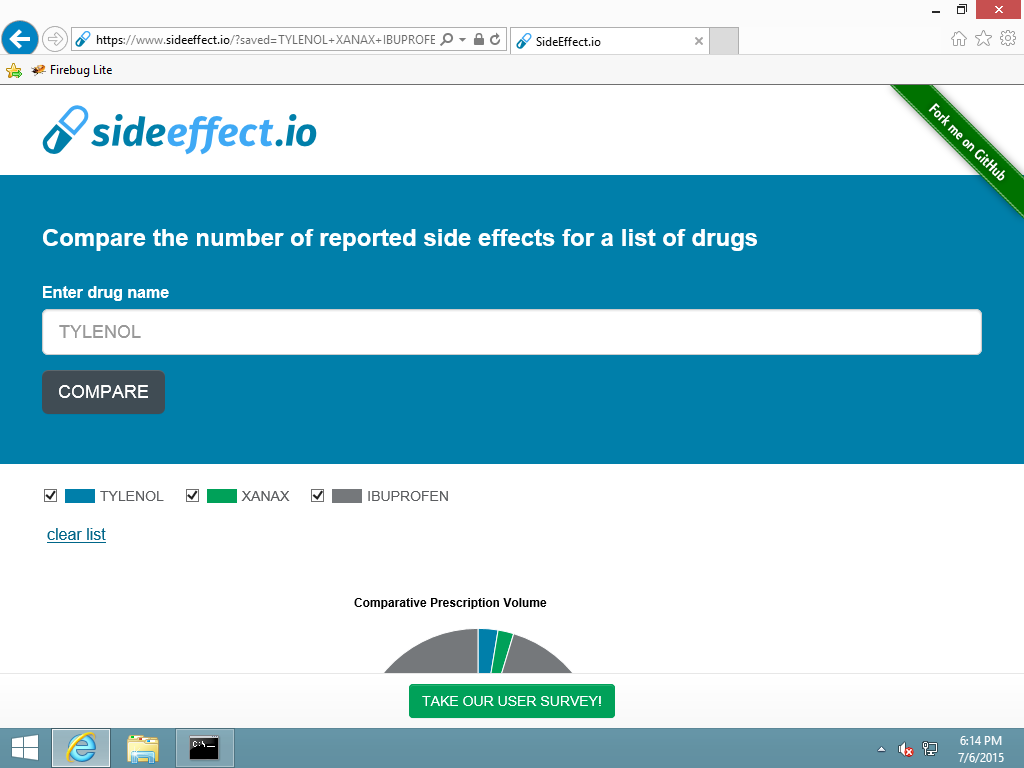 https://www.sideeffect.io/?saved=TYLENOL+XANAX+IBUPROFE
SideEffect.io
Firebug Lite
sideeffect.io
Fork me on GitHub
Compare the number of reported side effects for a list of drugs
Enter drug name
TYLENOL
COMPARE
TYLENOL XANAX IBUPROFEN
clear list
Comparative Prescription Volume
TAKE OUR USER SURVEY!
C:\_
6:14 PM
7/6/2015